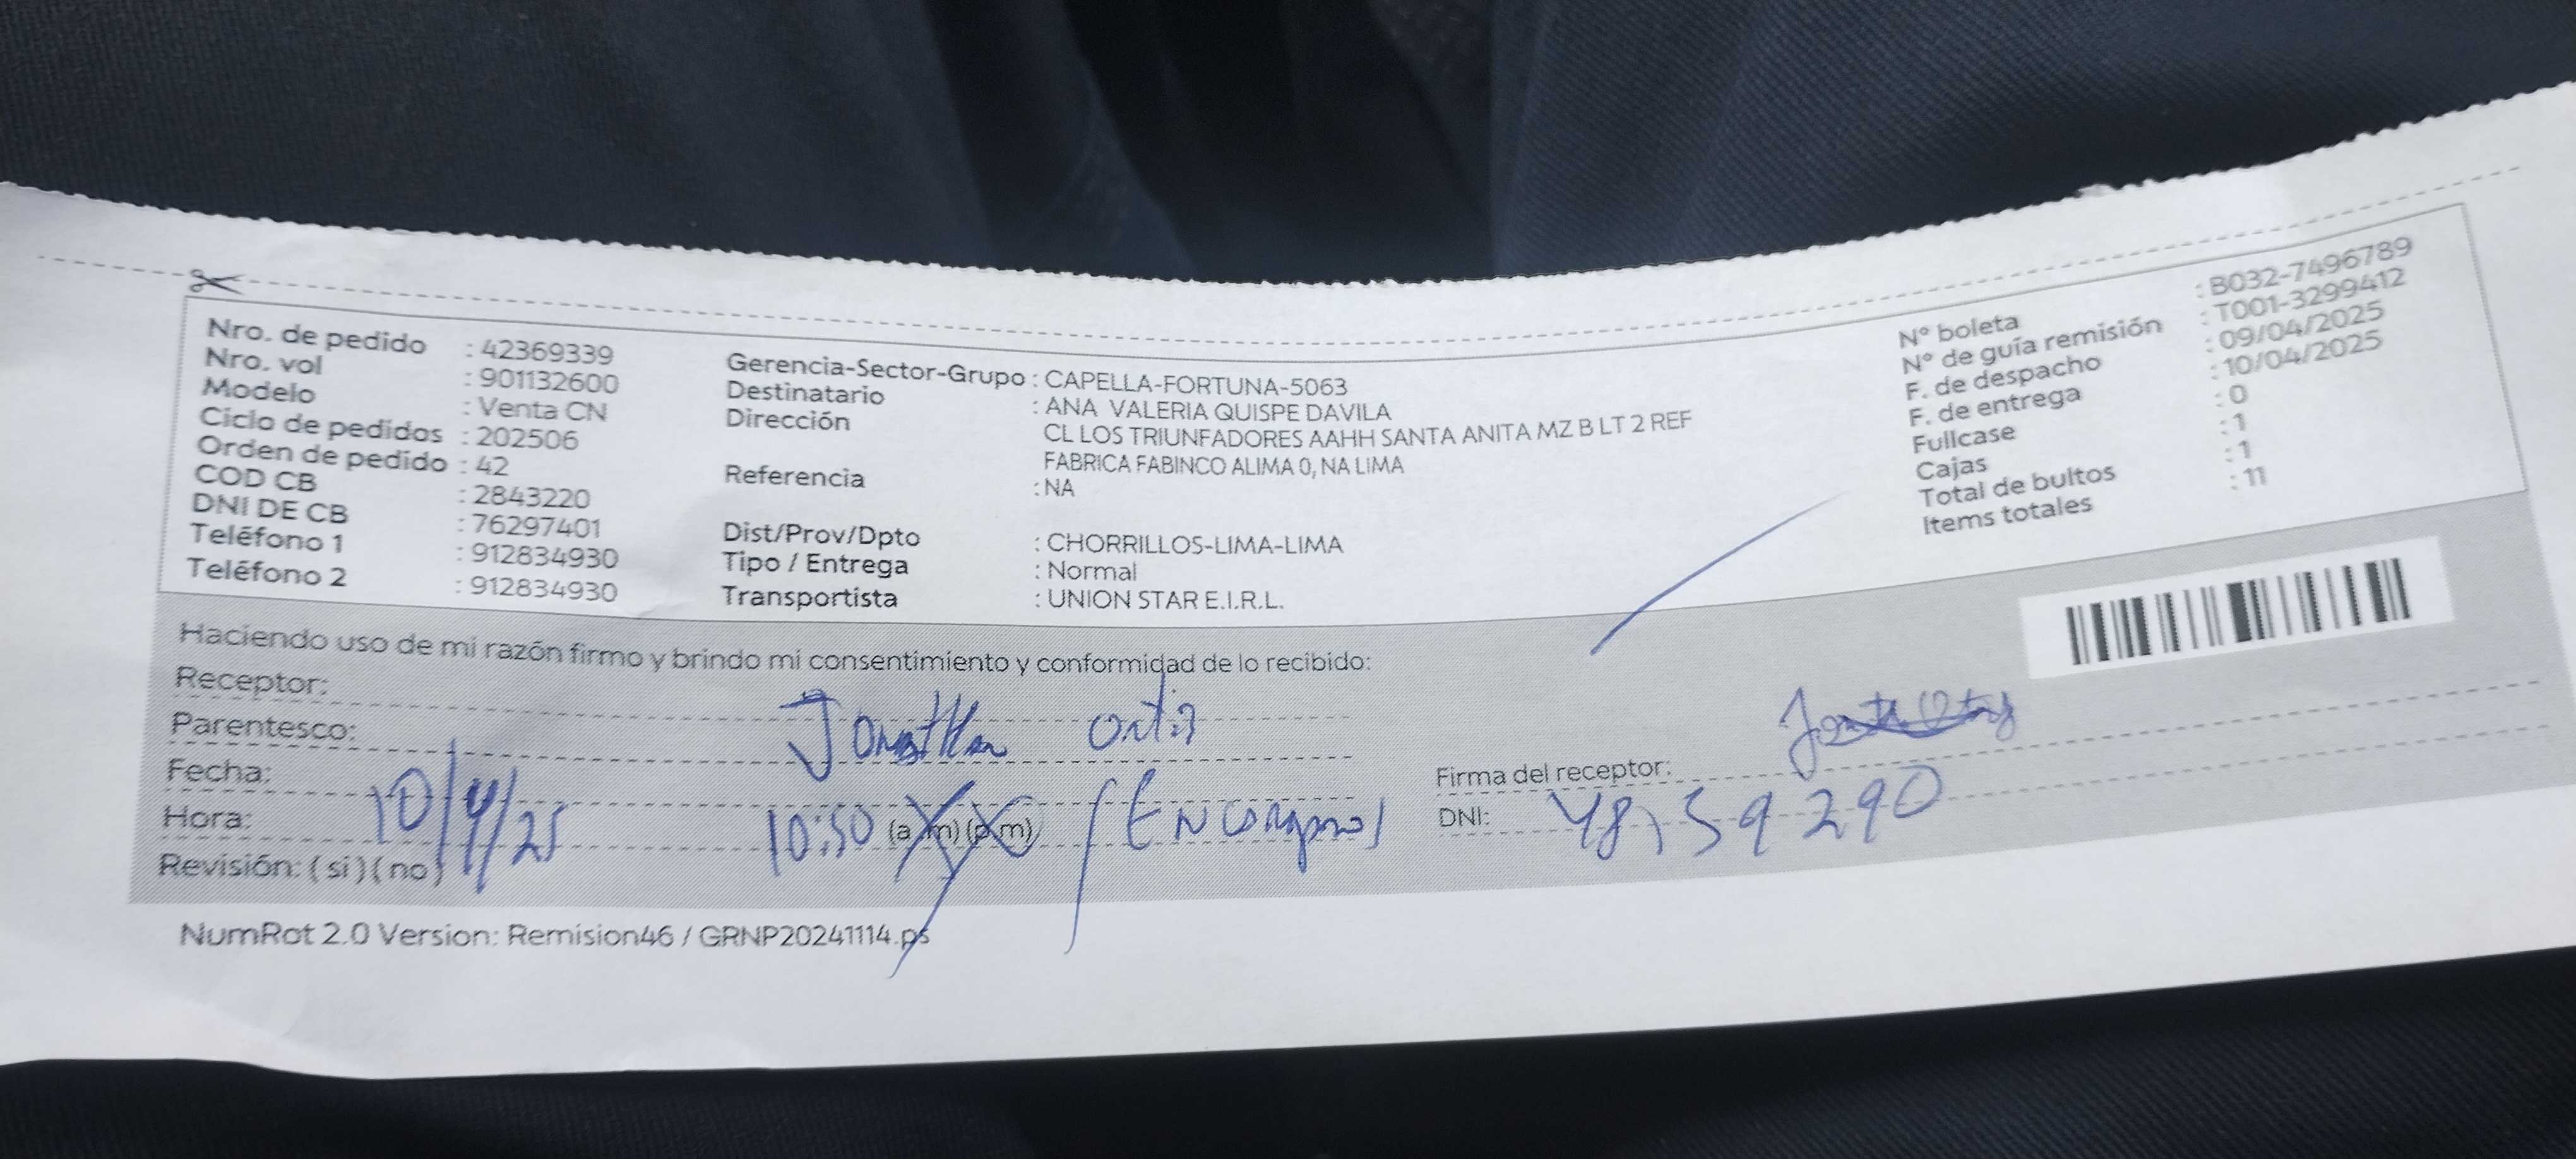 Nro. de pedido : 42369339
Nro. vol : 901132600
Modelo : Venta CN
Ciclo de pedidos : 202506
Orden de pedido : 42
COD CB : 2843220
DNI DE CB : 76297401
Teléfono 1 : 912834930
Teléfono 2 : 912834930
Gerencia-Sector-Grupo : CAPELLA-FORTUNA-5063
Destinatario : ANA VALERIA QUISPE DAVILA
Dirección CL LOS TRIUNFADORES AAHH SANTA ANITA MZ B LT 2 REF
FABRICA FABINCO ALIMA 0, NA LIMA
Referencia : NA
Dist/Prov/Dpto : CHORRILLOS-LIMA-LIMA
Tipo / Entrega : Normal
Transportista : UNION STAR E.I.R.L.
N° boleta : B032-7496789
N° de guía remisión : T001-3299412
F. de despacho : 09/04/2025
F. de entrega : 10/04/2025
Fullcase : 0
Cajas : 1
Total de bultos : 1
Items totales : 11
Haciendo uso de mi razón firmo y brindo mi consentimiento y conformidad de lo recibido:
Receptor:
Parentesco: Jonathan Ortiz
Fecha: 10/4/25
Hora: 10:50 (a.m) (p.m)
Revisión: ( si ) ( no )
Firma del receptor:
DNI: 48159290
NumRot 2.0 Version: Remision46 / GRNP20241114.ps